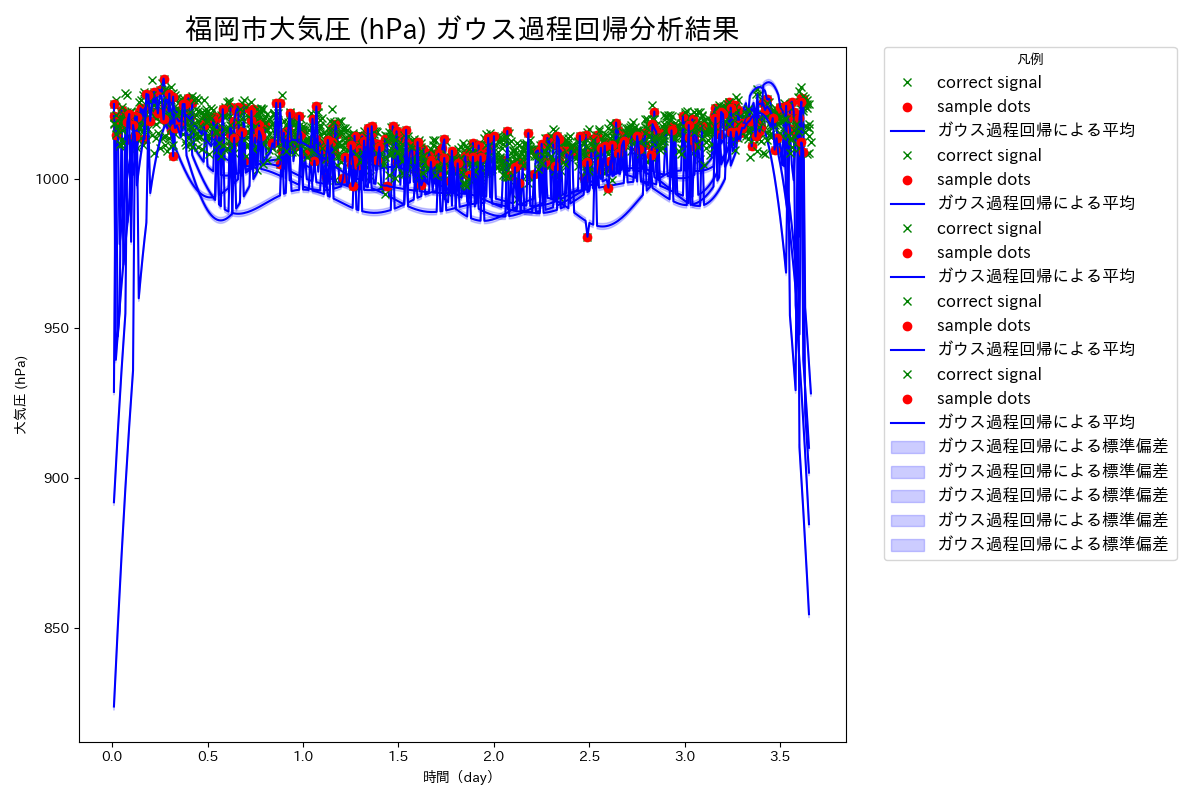 福岡市大気圧 (hPa) ガウス過程回帰分析結果
大気圧 (hPa)
1000
950
900
850
0.0 0.5 1.0 1.5 2.0 2.5 3.0 3.5
時間（day）
凡例
correct signal
sample dots
ガウス過程回帰による平均
correct signal
sample dots
ガウス過程回帰による平均
correct signal
sample dots
ガウス過程回帰による平均
correct signal
sample dots
ガウス過程回帰による平均
correct signal
sample dots
ガウス過程回帰による平均
ガウス過程回帰による標準偏差
ガウス過程回帰による標準偏差
ガウス過程回帰による標準偏差
ガウス過程回帰による標準偏差
ガウス過程回帰による標準偏差